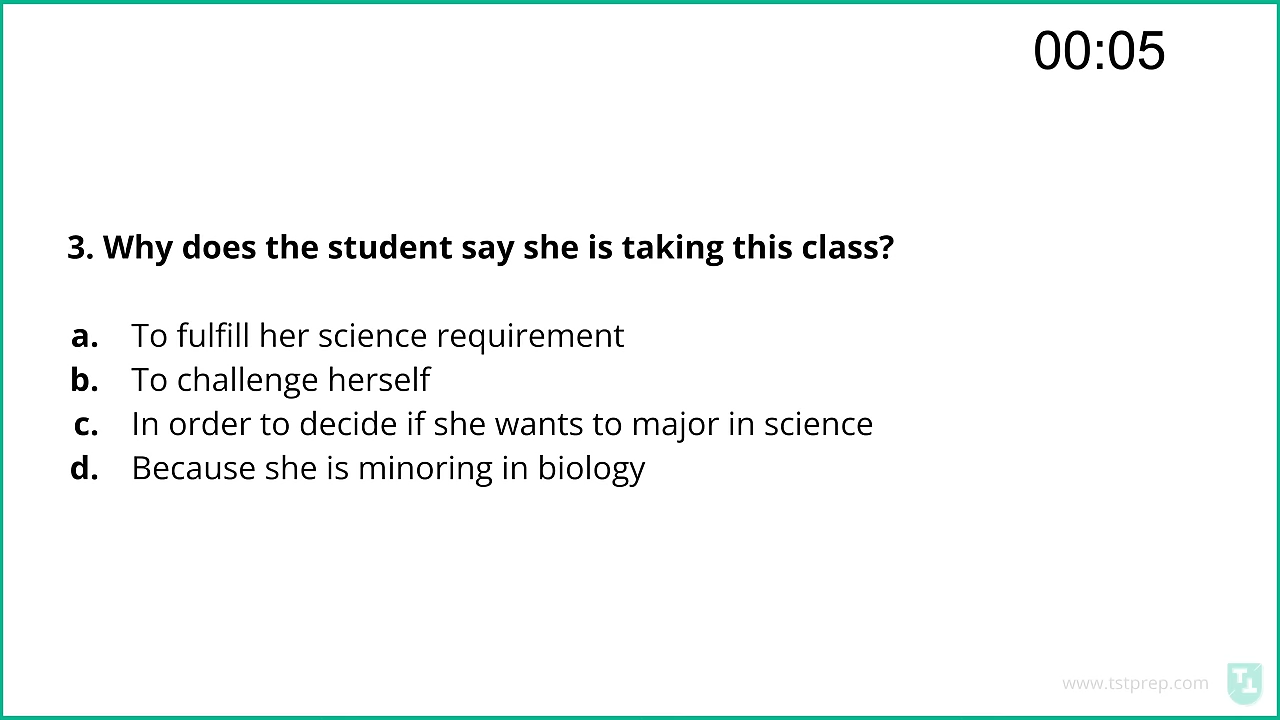 00:05
3. Why does the student say she is taking this class?
a. To fulfill her science requirement
b. To challenge herself
c. In order to decide if she wants to major in science
d. Because she is minoring in biology
www.tstprep.com